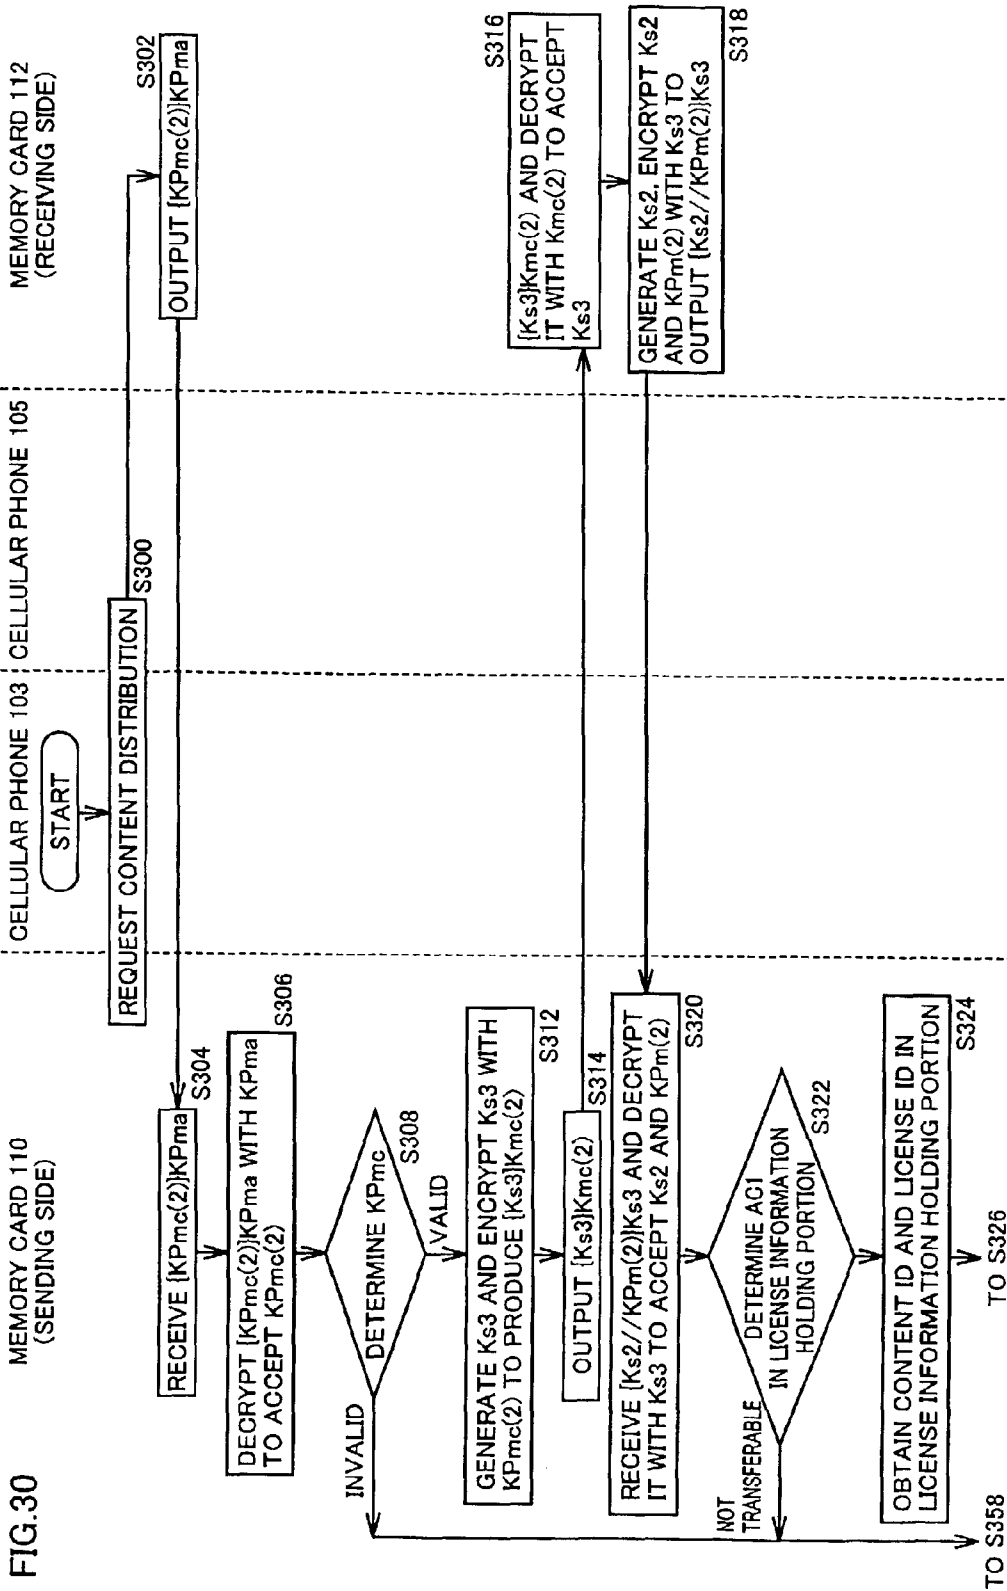 FIG.30
MEMORY CARD 110
(SENDING SIDE)
CELLULAR PHONE 103
CELLULAR PHONE 105
MEMORY CARD 112
(RECEIVING SIDE)
START
REQUEST CONTENT DISTRIBUTION
S300
S302
OUTPUT {KPmc(2)}KPma
S304
RECEIVE {KPmc(2)}KPma
S306
DECRYPT {KPmc(2)}KPma WITH KPma
TO ACCEPT KPmc(2)
DETERMINE KPmc
S308
INVALID
VALID
GENERATE Ks3 AND ENCRYPT Ks3 WITH
KPmc(2) TO PRODUCE {Ks3}Kmc(2)
S312
OUTPUT {Ks3}Kmc(2)
S314
S316
{Ks3}Kmc(2) AND DECRYPT
IT WITH Kmc(2) TO ACCEPT
Ks3
S318
GENERATE Ks2, ENCRYPT Ks2
AND KPm(2) WITH Ks3 TO
OUTPUT {Ks2//KPm(2)}Ks3
RECEIVE {Ks2//KPm(2)}Ks3 AND DECRYPT
IT WITH Ks3 TO ACCEPT Ks2 AND KPm(2)
S320
DETERMINE AC1
IN LICENSE INFORMATION
HOLDING PORTION
S322
NOT
TRANSFERABLE
OBTAIN CONTENT ID AND LICENSE ID IN
LICENSE INFORMATION HOLDING PORTION
S324
TO S358
TO S326